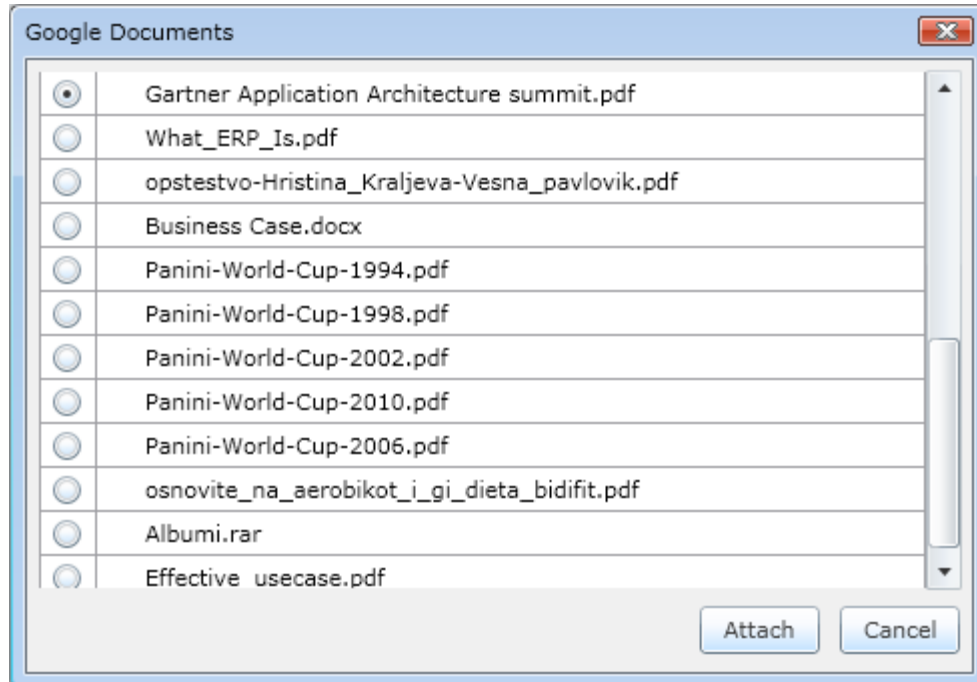 Google Documents
Gartner Application Architecture summit.pdf
What_ERP_Is.pdf
opstestvo-Hristina_Kraljeva-Vesna_pavlovik.pdf
Business Case.docx
Panini-World-Cup-1994.pdf
Panini-World-Cup-1998.pdf
Panini-World-Cup-2002.pdf
Panini-World-Cup-2010.pdf
Panini-World-Cup-2006.pdf
osnovite_na_aerobikot_i_gi_dieta_bidifit.pdf
Albumi.rar
Effective_usecase.pdf
Attach Cancel